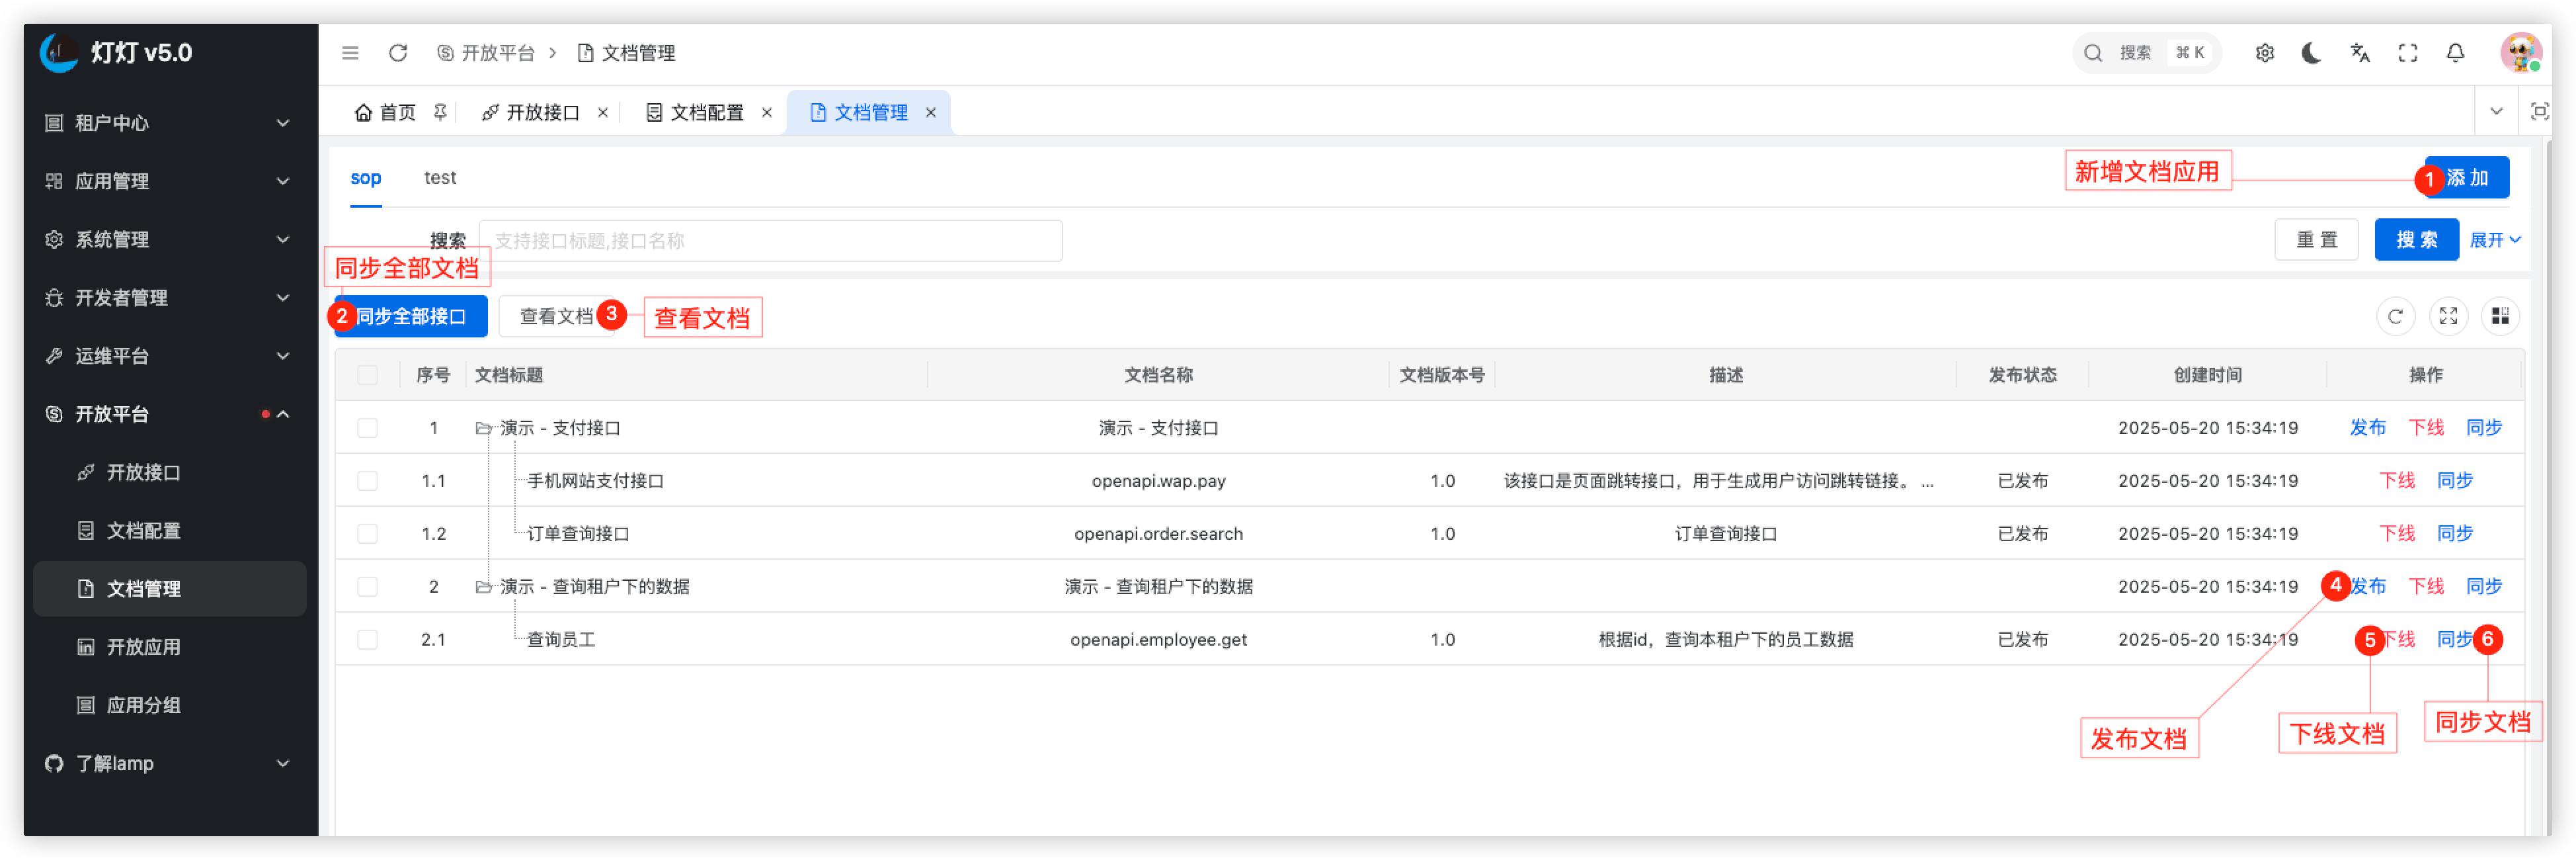 灯灯 v5.0
开放平台 > 文档管理
搜索 ⌘ K
租户中心
应用管理
系统管理
开发者管理
运维平台
开放平台
开放接口
文档配置
文档管理
开放应用
应用分组
了解lamp
首页
开放接口
文档配置
文档管理
sop test
新增文档应用
1 添 加
搜索 支持接口标题,接口名称
重 置 搜 索 展开
同步全部文档
2 同步全部接口
查看文档 3
查看文档
序号 文档标题 文档名称 文档版本号 描述 发布状态 创建时间 操作
1 演示 - 支付接口 演示 - 支付接口 2025-05-20 15:34:19 发布 下线 同步
1.1 手机网站支付接口 openapi.wap.pay 1.0 该接口是页面跳转接口，用于生成用户访问跳转链接。 ... 已发布 2025-05-20 15:34:19 下线 同步
1.2 订单查询接口 openapi.order.search 1.0 订单查询接口 已发布 2025-05-20 15:34:19 下线 同步
2 演示 - 查询租户下的数据 演示 - 查询租户下的数据 2025-05-20 15:34:19 4 发布 下线 同步
2.1 查询员工 openapi.employee.get 1.0 根据id，查询本租户下的员工数据 已发布 2025-05-20 15:34:19 5 下线 同步 6
发布文档
下线文档
同步文档